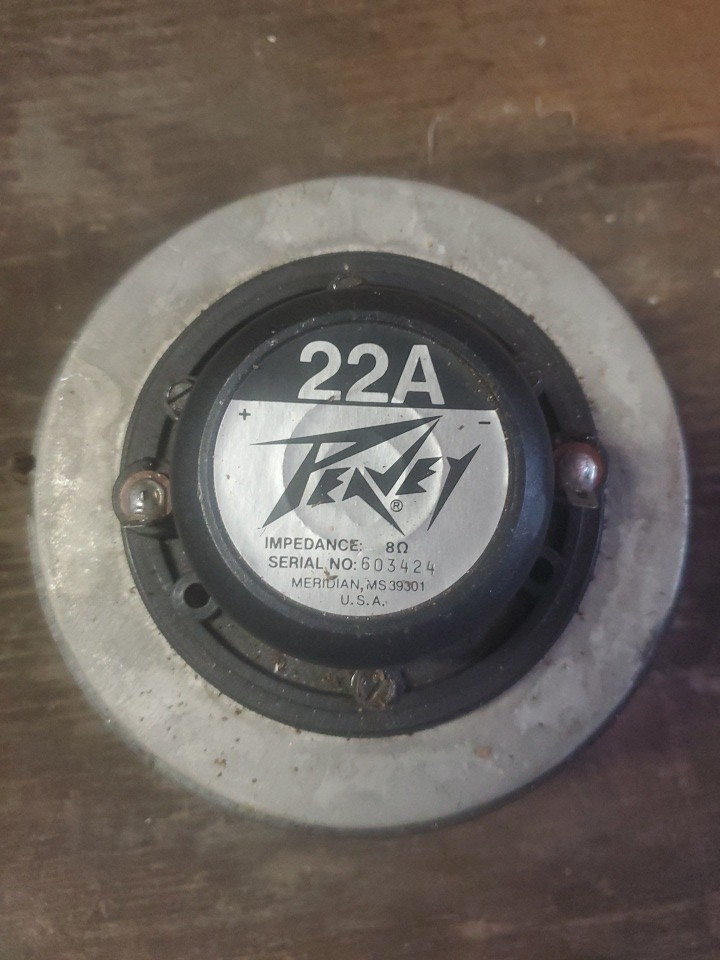 22A
+ -
PEAVEY®
IMPEDANCE: 8Ω
SERIAL NO: 603424
MERIDIAN, MS 39301
U.S.A.